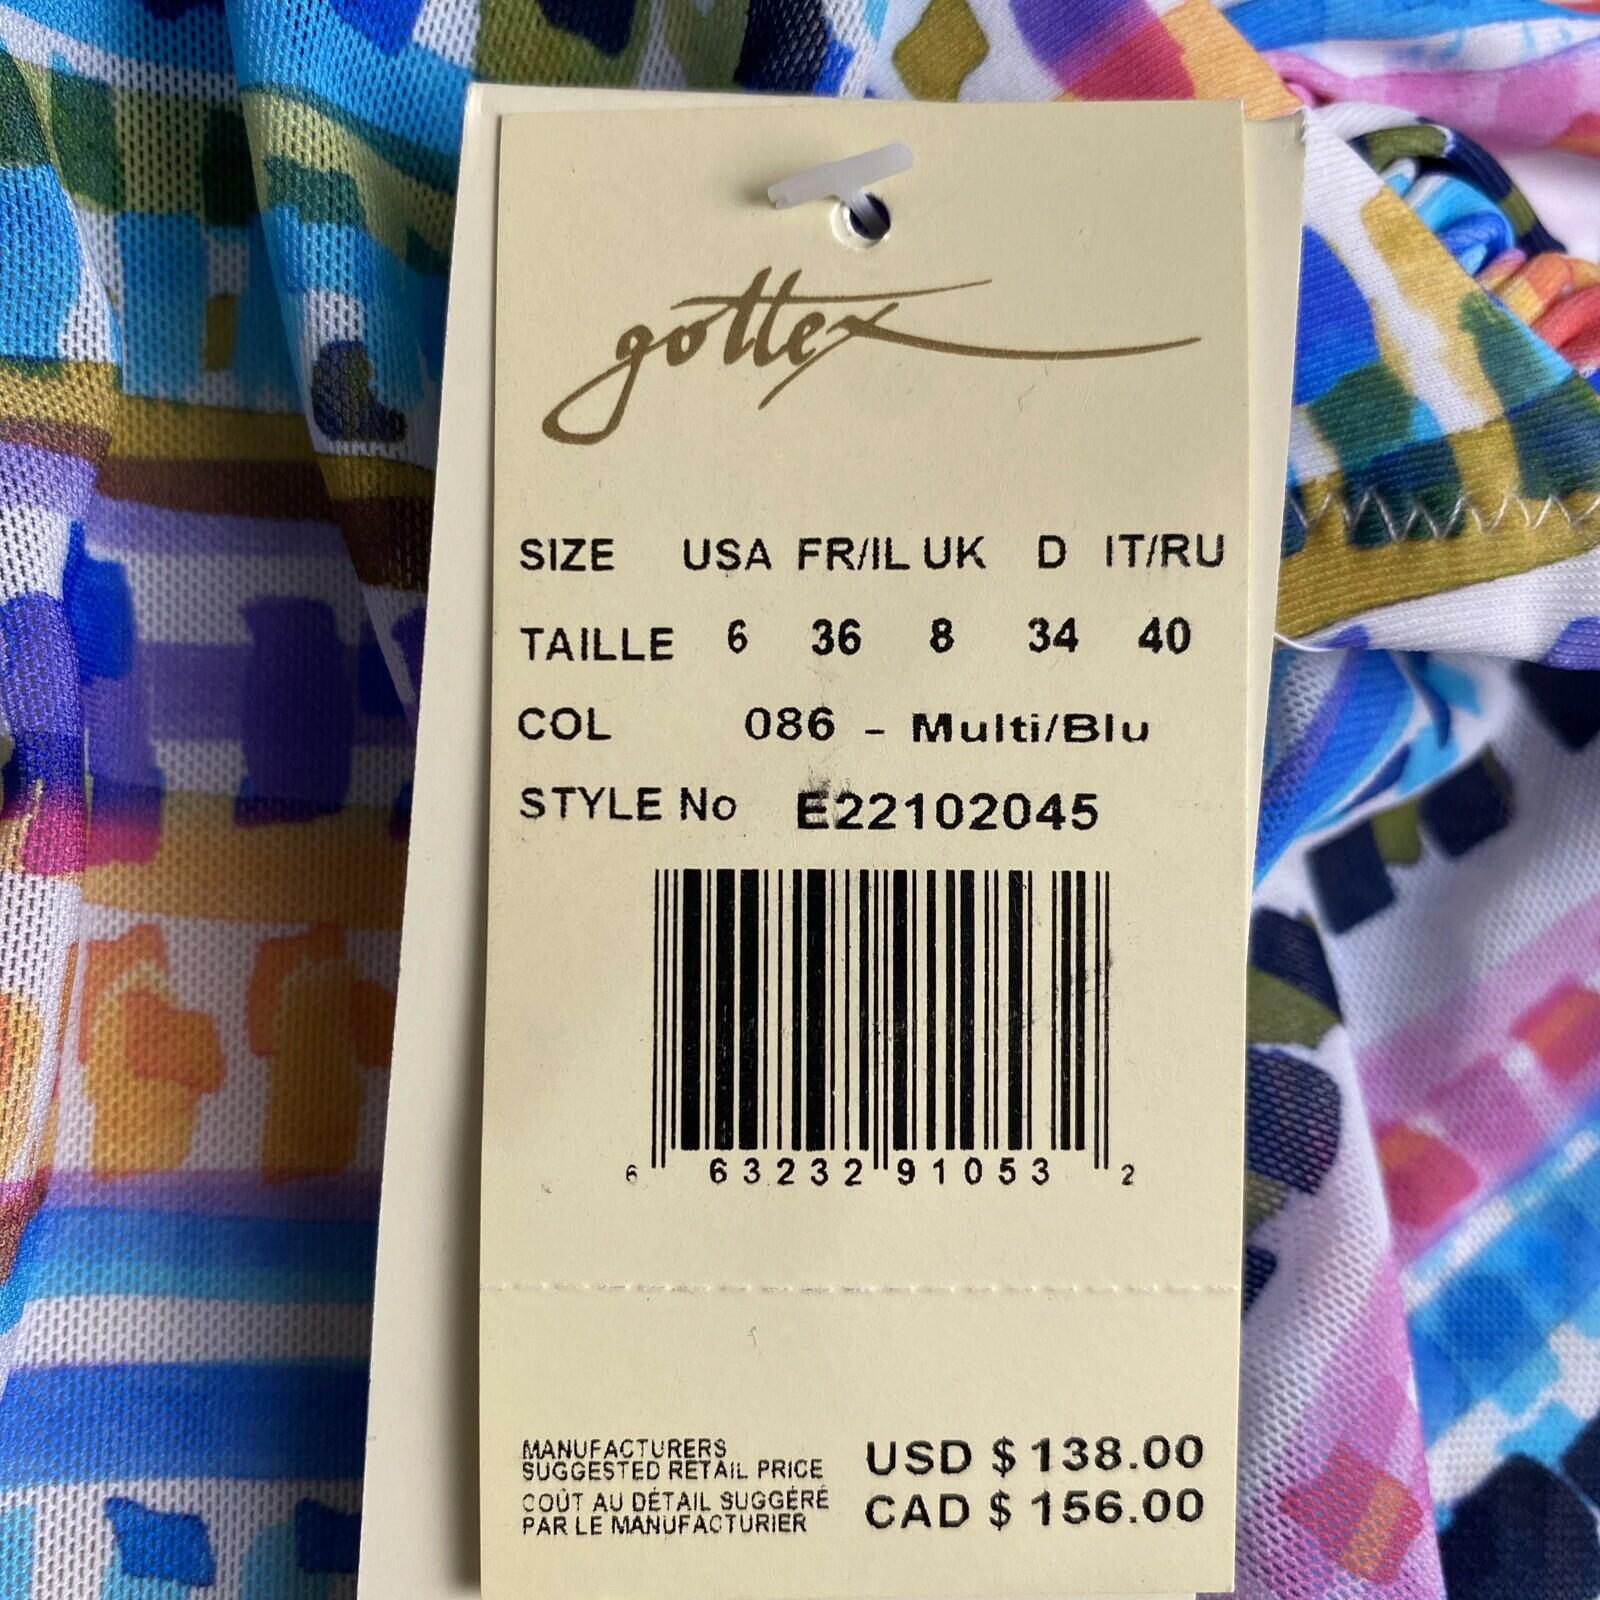 gottex
SIZE USA FR/IL UK D IT/RU
TAILLE 6 36 8 34 40
COL 086 - Multi/Blu
STYLE No E22102045
6 63232 91053 2
MANUFACTURERS
SUGGESTED RETAIL PRICE USD $ 138.00
COÛT AU DÉTAIL SUGGÉRÉ
PAR LE MANUFACTURIER CAD $ 156.00